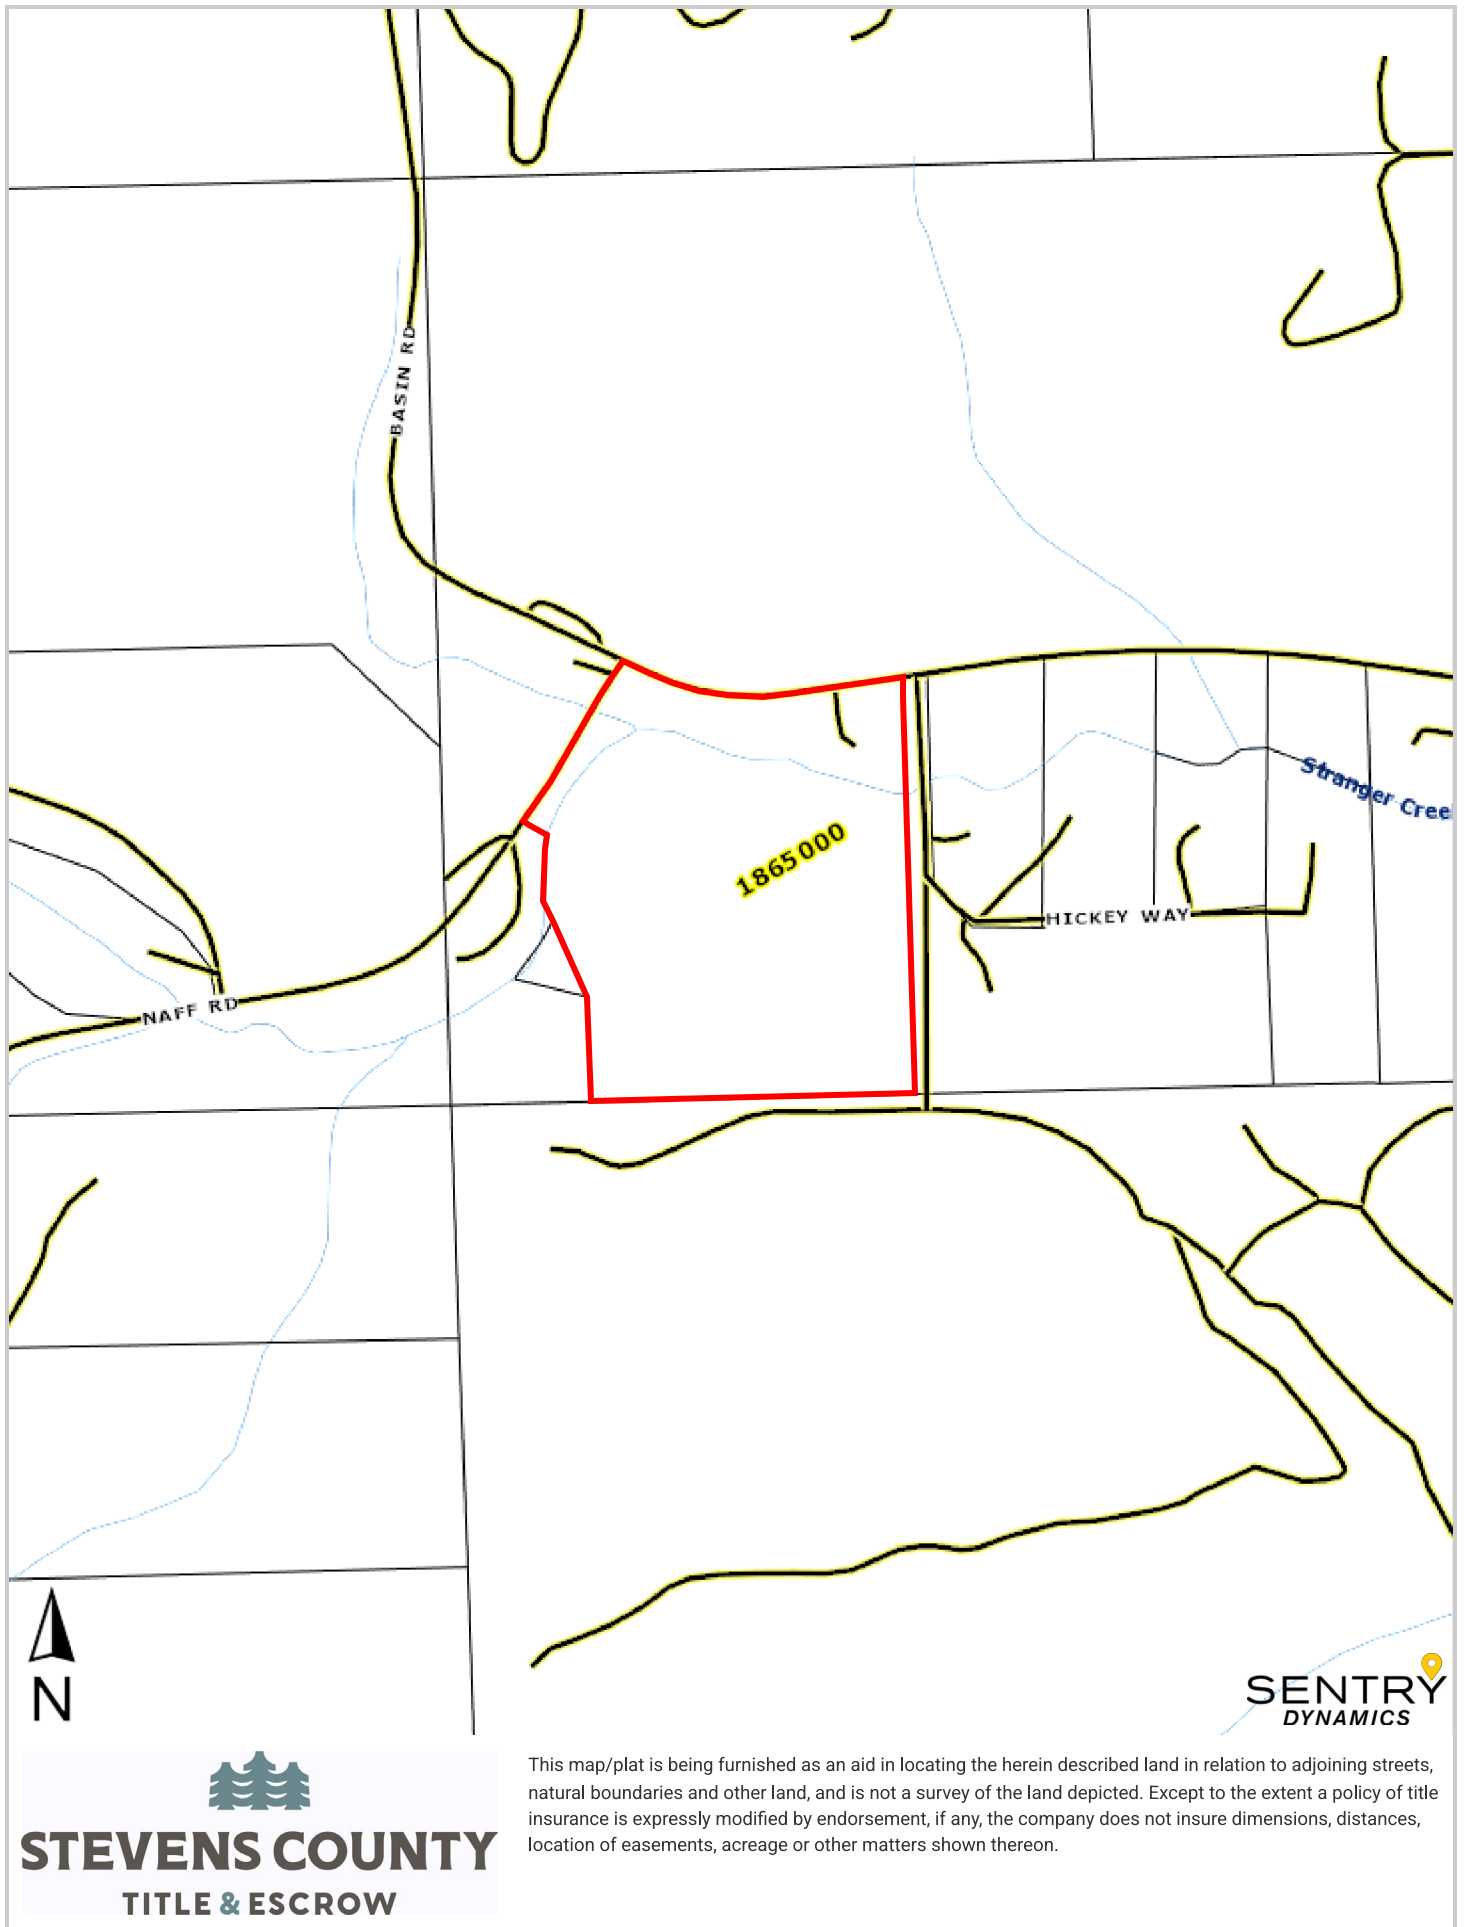 BASIN RD
Stranger Cree
1865000
HICKEY WAY
NAFF RD
N
SENTRY
DYNAMICS
STEVENS COUNTY
TITLE & ESCROW
This map/plat is being furnished as an aid in locating the herein described land in relation to adjoining streets,
natural boundaries and other land, and is not a survey of the land depicted. Except to the extent a policy of title
insurance is expressly modified by endorsement, if any, the company does not insure dimensions, distances,
location of easements, acreage or other matters shown thereon.